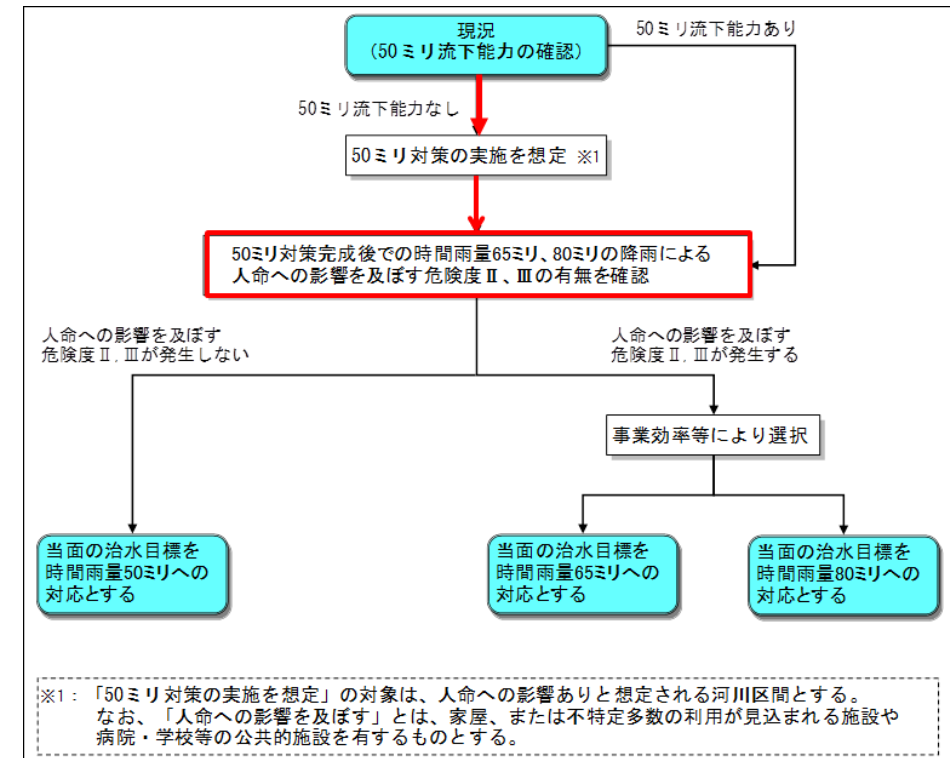 現況
(50ミリ流下能力の確認)
50ミリ流下能力あり
50ミリ流下能力なし
50ミリ対策の実施を想定 ※1
50ミリ対策完成後での時間雨量65ミリ、80ミリの降雨による
人命への影響を及ぼす危険度Ⅱ、Ⅲの有無を確認
人命への影響を及ぼす
危険度Ⅱ,Ⅲが発生しない
人命への影響を及ぼす
危険度Ⅱ,Ⅲが発生する
事業効率等により選択
当面の治水目標を
時間雨量50ミリへの
対応とする
当面の治水目標を
時間雨量65ミリへの
対応とする
当面の治水目標を
時間雨量80ミリへの
対応とする
※1:「50ミリ対策の実施を想定」の対象は、人命への影響ありと想定される河川区間とする。
なお、「人命への影響を及ぼす」とは、家屋、または不特定多数の利用が見込まれる施設や
病院・学校等の公共的施設を有するものとする。